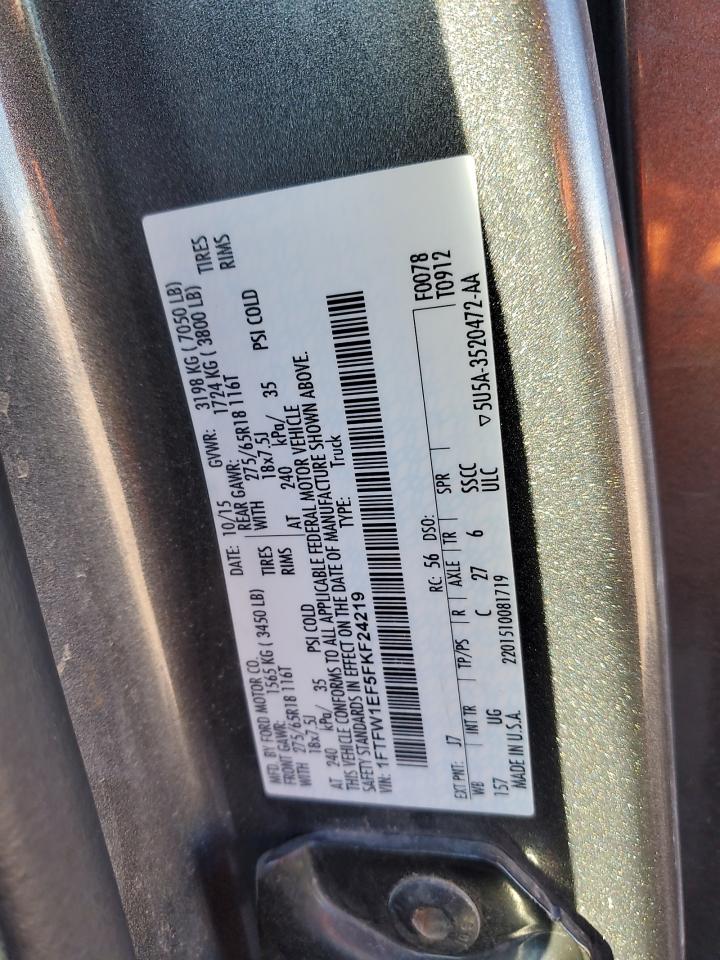 MFD. BY FORD MOTOR CO.
DATE: 10/15 GVWR: 3198 KG ( 7050 LB)
FRONT GAWR: 1565 KG ( 3450 LB) REAR GAWR: 1724 KG ( 3800 LB)
WITH 275/65R18 116T TIRES WITH 275/65R18 116T TIRES
18x7.5J RIMS 18x7.5J RIMS
AT 240 kPa/ 35 PSI COLD AT 240 kPa/ 35 PSI COLD
THIS VEHICLE CONFORMS TO ALL APPLICABLE FEDERAL MOTOR VEHICLE
SAFETY STANDARDS IN EFFECT ON THE DATE OF MANUFACTURE SHOWN ABOVE.
VIN: 1FTFW1EF5FKF24219 TYPE: Truck
EXT PNT: J7 RC: 56 DSO: F0078
T0912
WB INT TR TP/PS R AXLE TR SPR
157 UG C 27 6 SSCC
ULC
MADE IN U.S.A. 2201510081719 ▽5U5A-3520472-AA